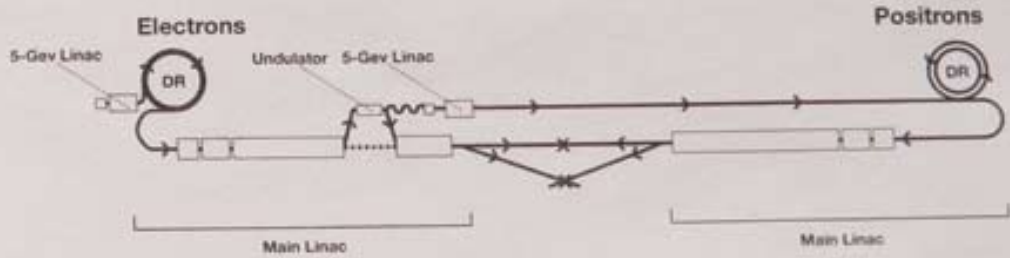 Electrons
Positrons
5-Gev Linac
Undulator 5-Gev Linac
DR
DR
Main Linac
Main Linac